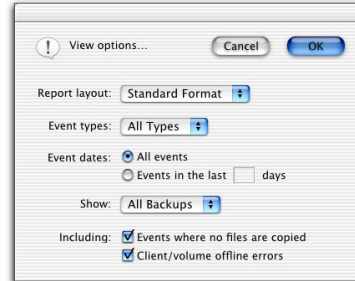 View options...
Cancel
OK
Report layout: Standard Format
Event types: All Types
Event dates: All events
Events in the last days
Show: All Backups
Including: Events where no files are copied
Client/volume offline errors